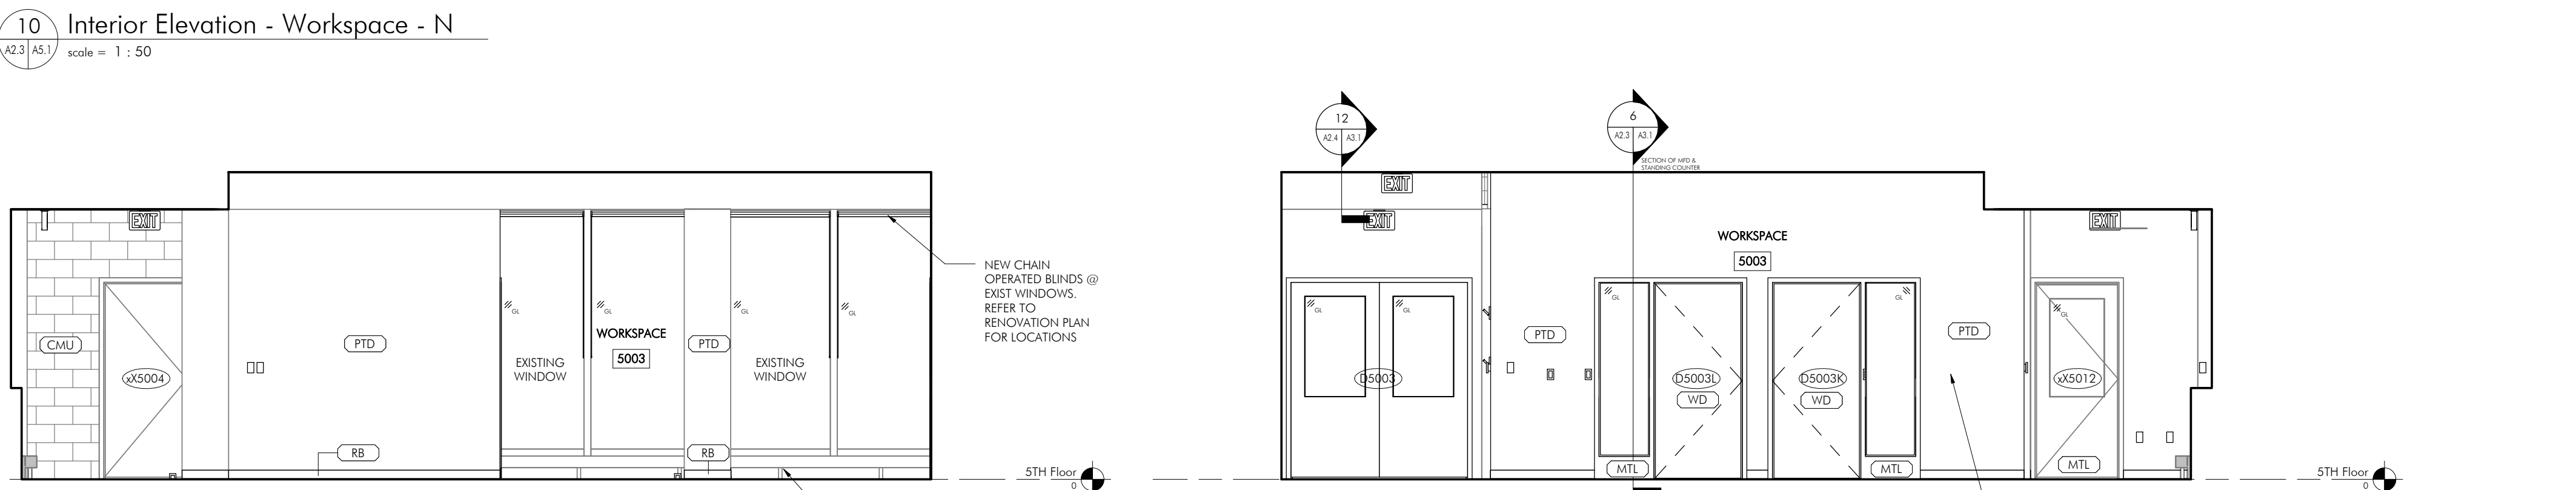 10
A2.3 A5.1
Interior Elevation - Workspace - N
scale = 1 : 50
EXIT
CMU
xX5004
PTD
RB
GL
GL
GL
GL
WORKSPACE
5003
EXISTING
WINDOW
PTD
EXISTING
WINDOW
RB
NEW CHAIN
OPERATED BLINDS @
EXIST WINDOWS.
REFER TO
RENOVATION PLAN
FOR LOCATIONS
5TH Floor
0
12
A2.4 A3.1
6
A2.3 A3.1
SECTION OF MFD &
STANDING COUNTER
EXIT
EXIT
EXIT
WORKSPACE
5003
GL
GL
GL
GL
GL
PTD
PTD
D5003
D5003L
WD
D5003K
WD
xX5012
MTL
MTL
MTL
5TH Floor
0